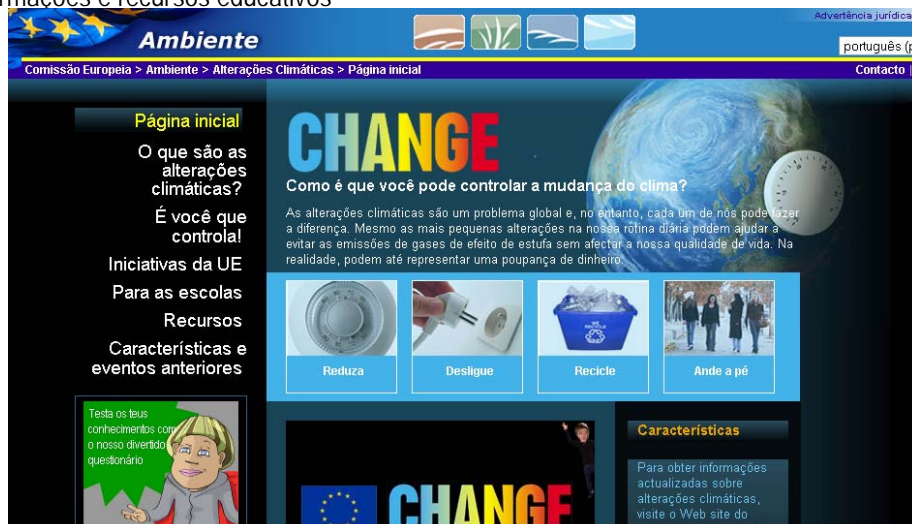 rmações e recursos educativos
Advertência jurídica
Ambiente
português (p
Comissão Europeia > Ambiente > Alterações Climáticas > Página inicial
Contacto |
Página inicial
O que são as
alterações
climáticas?
É você que
controla!
Iniciativas da UE
Para as escolas
Recursos
Características e
eventos anteriores
Testa os teus
conhecimentos com
o nosso divertido
questionário
CHANGE
Como é que você pode controlar a mudança do clima?
As alterações climáticas são um problema global e, no entanto, cada um de nós pode fazer
a diferença. Mesmo as mais pequenas alterações na nossa rotina diária podem ajudar a
evitar as emissões de gases de efeito de estufa sem afectar a nossa qualidade de vida. Na
realidade, podem até representar uma poupança de dinheiro.
WE
RECYCLE
Reduza
Desligue
Recicle
Ande a pé
CHANGE
Características
Para obter informações
actualizadas sobre
alterações climáticas,
visite o Web site do